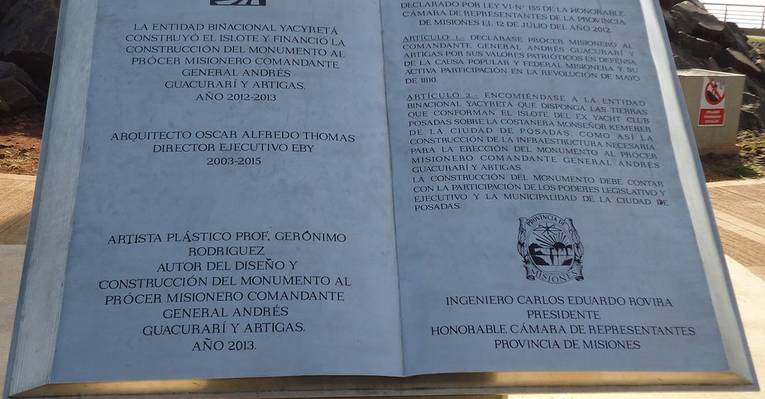 LA ENTIDAD BINACIONAL YACYRETÁ
CONSTRUYÓ EL ISLOTE Y FINANCIÓ LA
CONSTRUCCIÓN DEL MONUMENTO AL
PRÓCER MISIONERO COMANDANTE
GENERAL ANDRÉS
GUACURARÍ Y ARTIGAS.
AÑO 2012-2013
ARQUITECTO OSCAR ALFREDO THOMAS
DIRECTOR EJECUTIVO EBY
2003-2015
ARTISTA PLÁSTICO PROF. GERÓNIMO
RODRIGUEZ
AUTOR DEL DISEÑO Y
CONSTRUCCIÓN DEL MONUMENTO AL
PRÓCER MISIONERO COMANDANTE
GENERAL ANDRÉS
GUACURARÍ Y ARTIGAS.
AÑO 2013.
DECLARADO POR LEY VI-Nº 155 DE LA HONORABLE
CÁMARA DE REPRESENTANTES DE LA PROVINCIA
DE MISIONES EL 12 DE JULIO DEL AÑO 2012.
ARTÍCULO 1.- DECLÁRASE PRÓCER MISIONERO AL
COMANDANTE GENERAL ANDRÉS GUACURARÍ Y
ARTIGAS POR SUS VALORES PATRIÓTICOS EN DEFENSA
DE LA CAUSA POPULAR Y FEDERAL MISIONERA Y SU
ACTIVA PARTICIPACIÓN EN LA REVOLUCIÓN DE MAYO
DE 1810.
ARTÍCULO 2.- ENCOMIÉNDASE A LA ENTIDAD
BINACIONAL YACYRETÁ QUE DISPONGA LAS TIERRAS
QUE CONFORMAN EL ISLOTE DEL EX YACHT CLUB
POSADAS SOBRE LA COSTANERA MONSEÑOR KEMERER
DE LA CIUDAD DE POSADAS, COMO ASÍ LA
CONSTRUCCIÓN DE LA INFRAESTRUCTURA NECESARIA
PARA LA ERECCIÓN DEL MONUMENTO AL PRÓCER
MISIONERO COMANDANTE GENERAL ANDRÉS
GUACURARÍ Y ARTIGAS.
LA CONSTRUCCIÓN DEL MONUMENTO DEBE CONTAR
CON LA PARTICIPACIÓN DE LOS PODERES LEGISLATIVO Y
EJECUTIVO Y LA MUNICIPALIDAD DE LA CIUDAD DE
POSADAS.
PROVINCIA DE
MISIONES
INGENIERO CARLOS EDUARDO ROVIRA
PRESIDENTE
HONORABLE CÁMARA DE REPRESENTANTES
PROVINCIA DE MISIONES